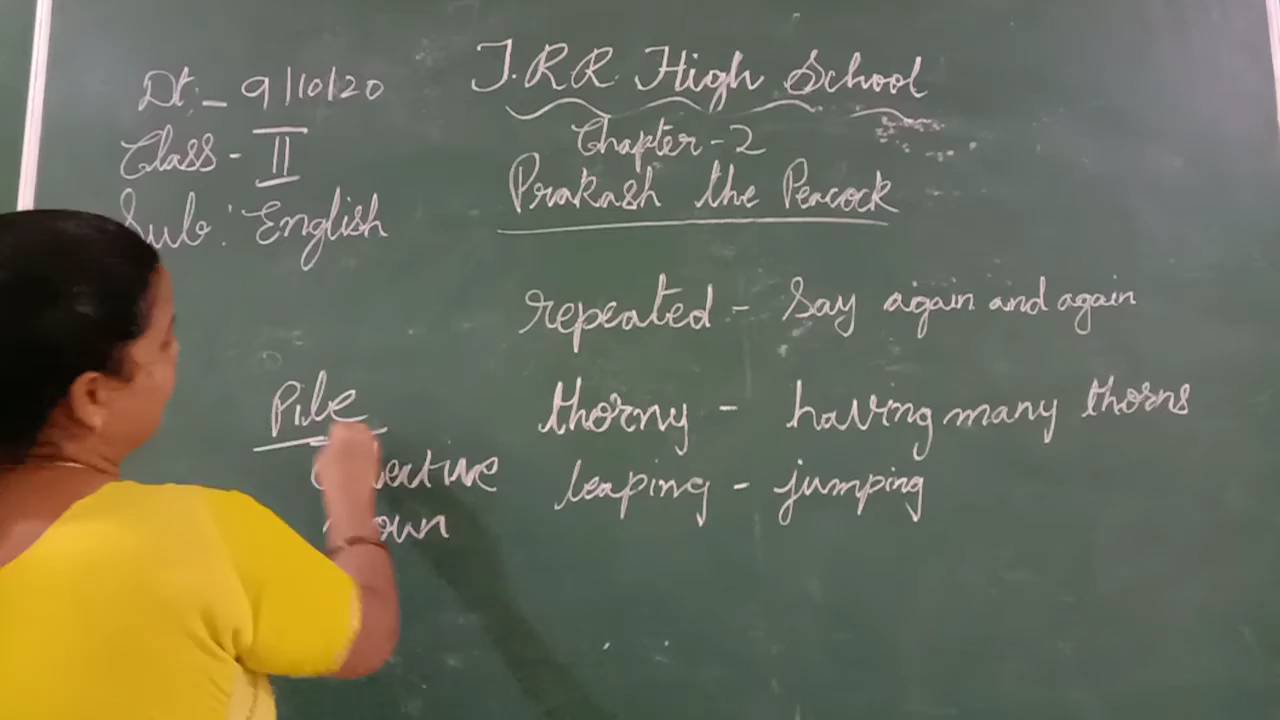 J.R.R. High School
Dt:- 9/10/20
Chapter-2
Class - II
Prakash the Peacock
Sub: English
repeated - Say again and again
Pile
thorny - having many thorns
leaping - jumping